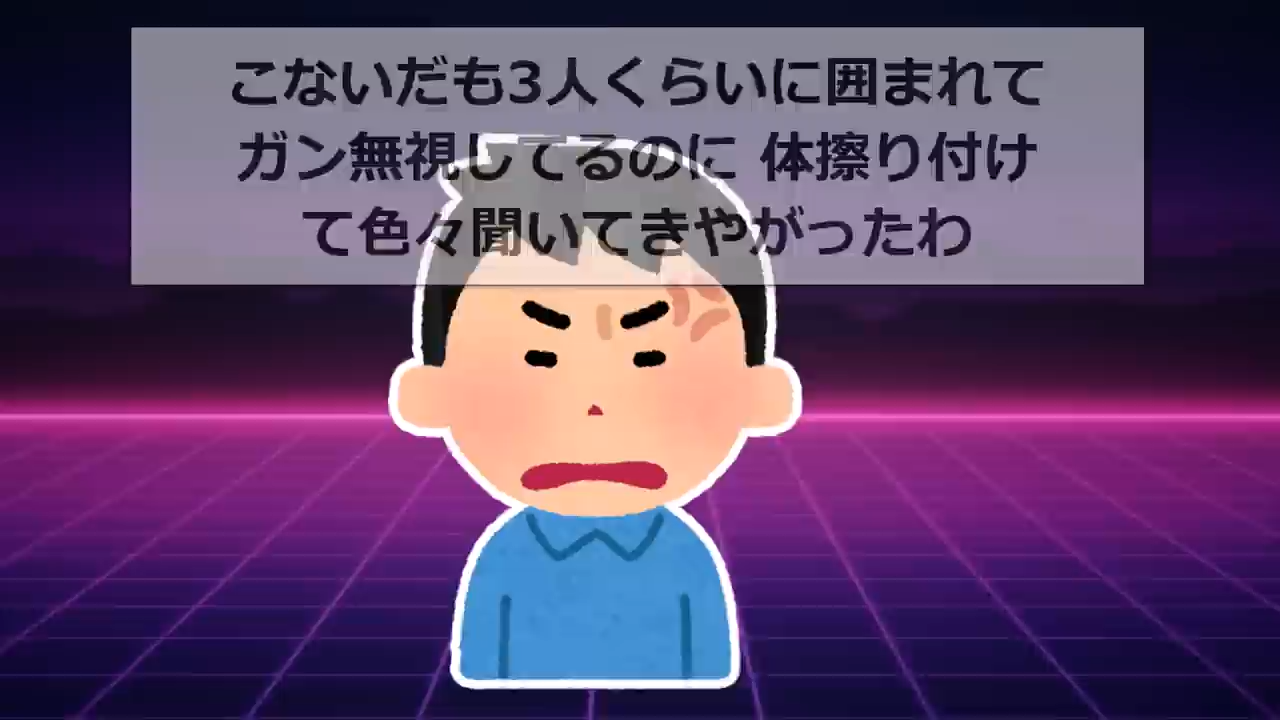 こないだも3人くらいに囲まれて
ガン無視してるのに 体擦り付け
て色々聞いてきやがったわ